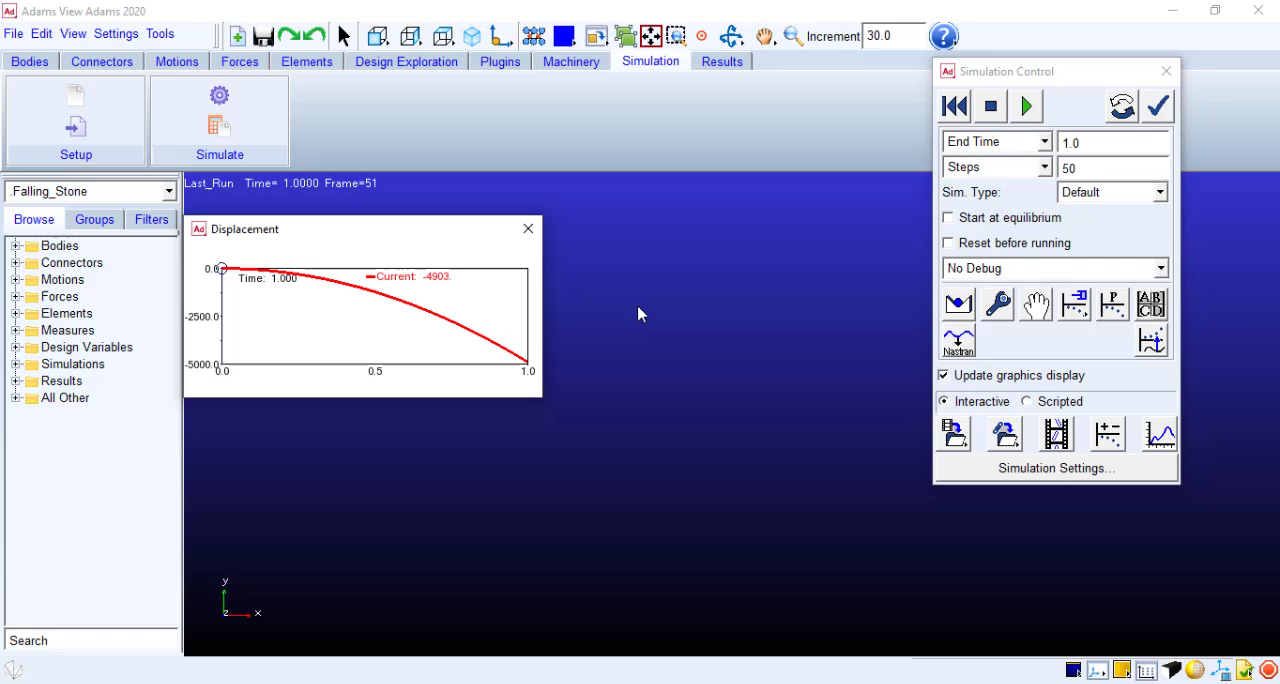 Ad Adams View Adams 2020
File Edit View Settings Tools
Increment 30.0 ?
Bodies Connectors Motions Forces Elements Design Exploration Plugins Machinery Simulation Results
Setup Simulate
.Falling_Stone
Browse Groups Filters
Bodies
Connectors
Motions
Forces
Elements
Measures
Design Variables
Simulations
Results
All Other
Search
Last_Run Time= 1.0000 Frame=51
Ad Displacement
0.0
-2500.0
-5000.0
Time: 1.000 Current: -4903.
0.0 0.5 1.0
y
z x
Ad Simulation Control
End Time 1.0
Steps 50
Sim. Type: Default
Start at equilibrium
Reset before running
No Debug
P
A B
C D
Nastran
Update graphics display
Interactive Scripted
Simulation Settings...